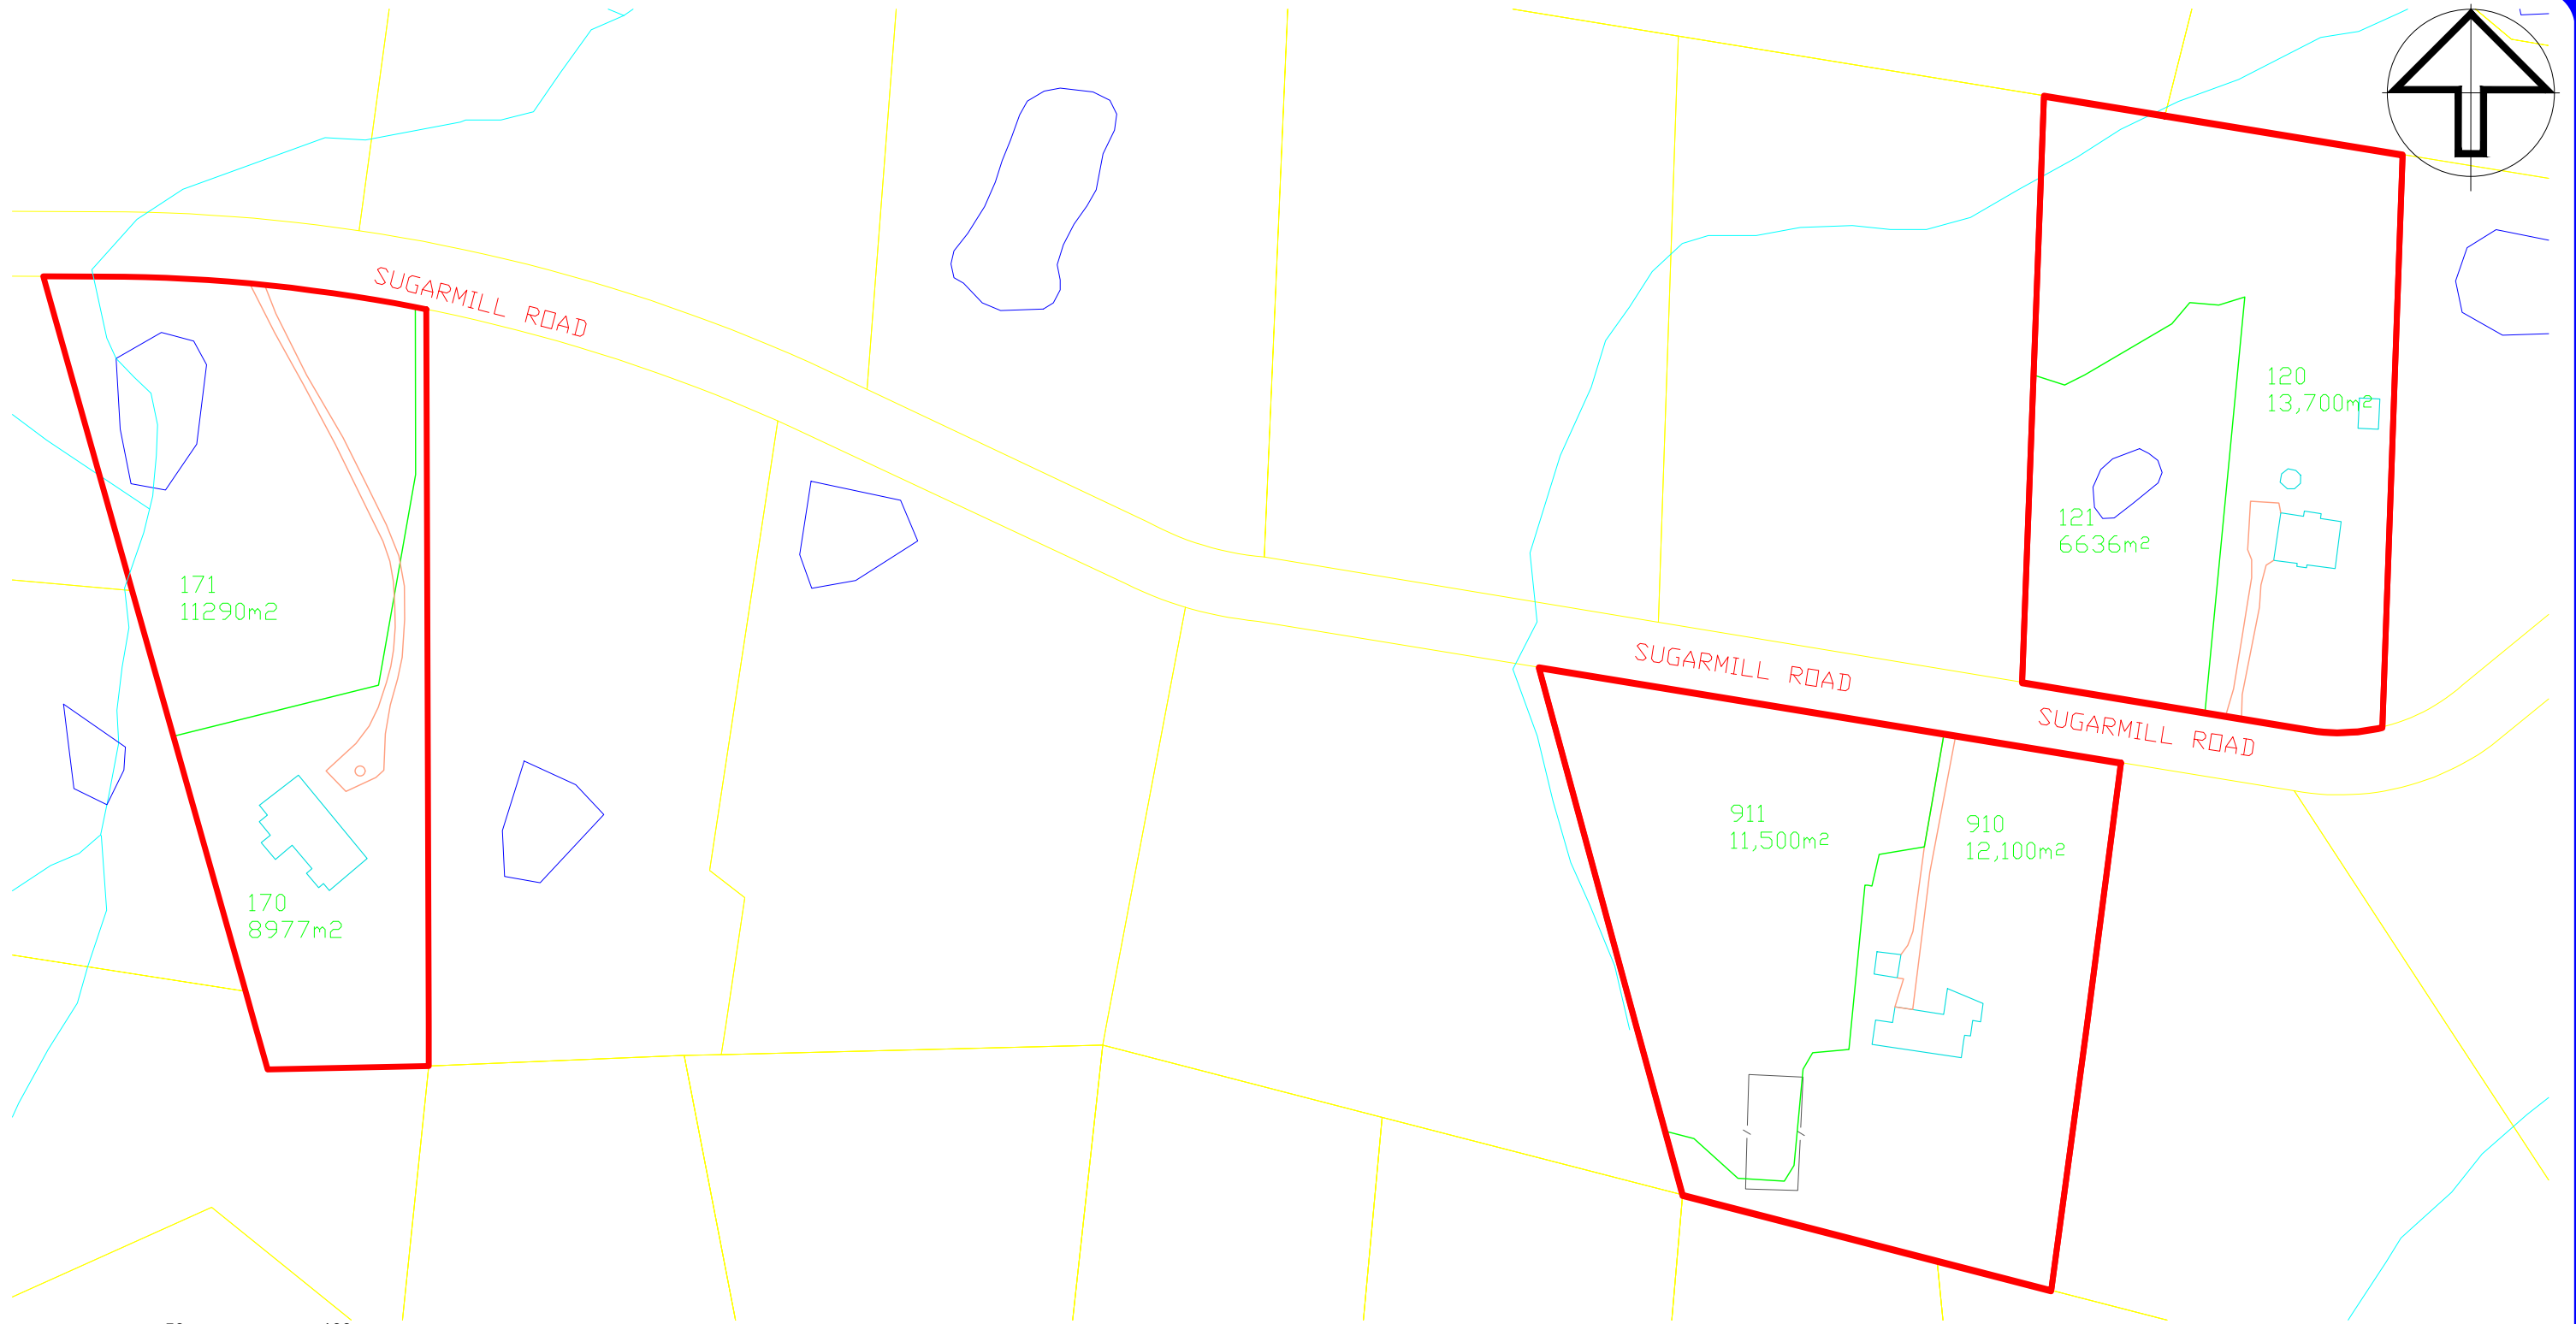 SUGARMILL ROAD
120
13,700m²
121
6636m²
171
11290m2
SUGARMILL ROAD
SUGARMILL ROAD
911
11,500m²
910
12,100m²
170
8977m2